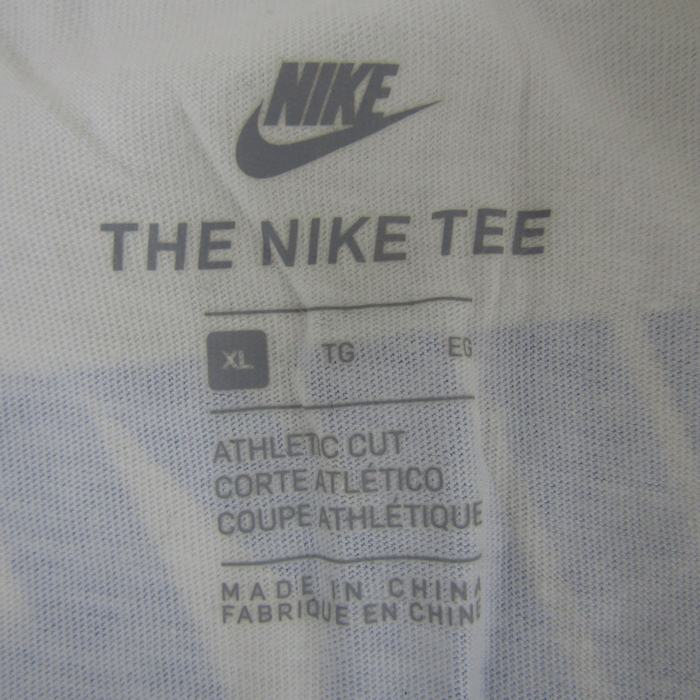 NIKE
THE NIKE TEE
XL TG EG
ATHLETIC CUT
CORTE ATLÉTICO
COUPE ATHLÉTIQUE
MADE IN CHINA
FABRIQUE EN CHINE